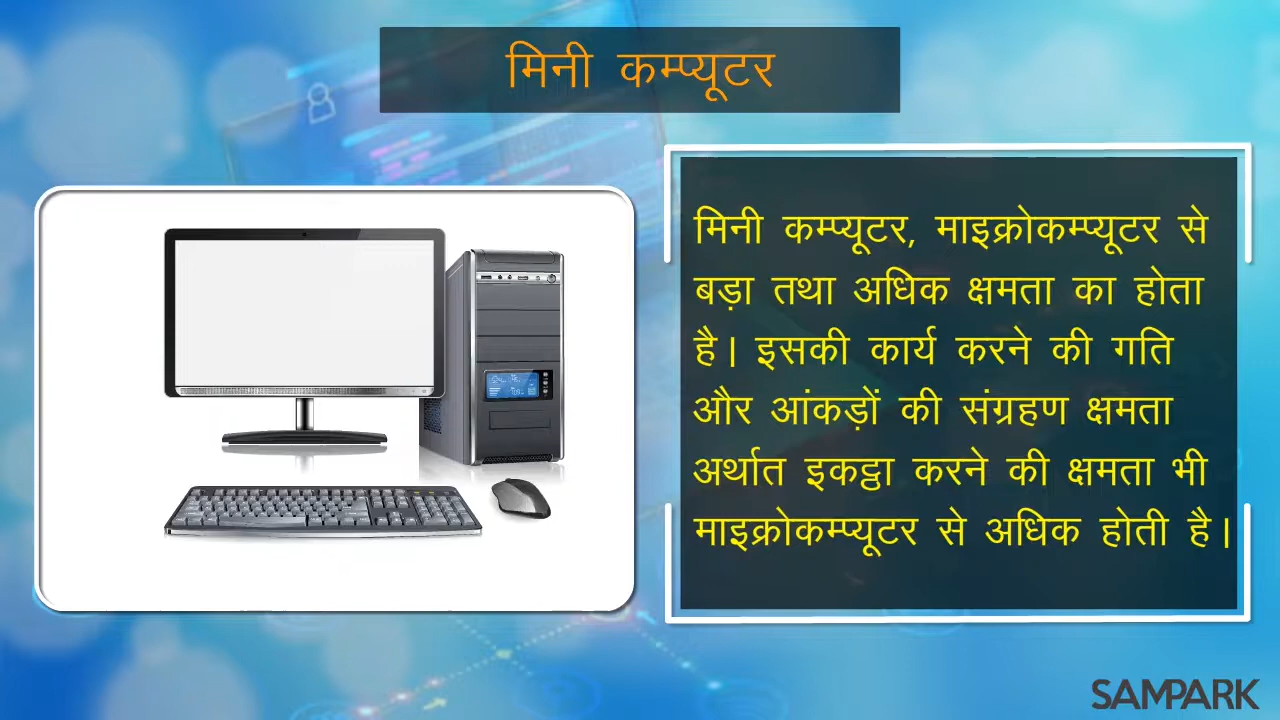 मिनी कम्प्यूटर
मिनी कम्प्यूटर, माइक्रोकम्प्यूटर से
बड़ा तथा अधिक क्षमता का होता
है। इसकी कार्य करने की गति
और आंकड़ों की संग्रहण क्षमता
अर्थात इकट्ठा करने की क्षमता भी
माइक्रोकम्प्यूटर से अधिक होती है।
SAMPARK